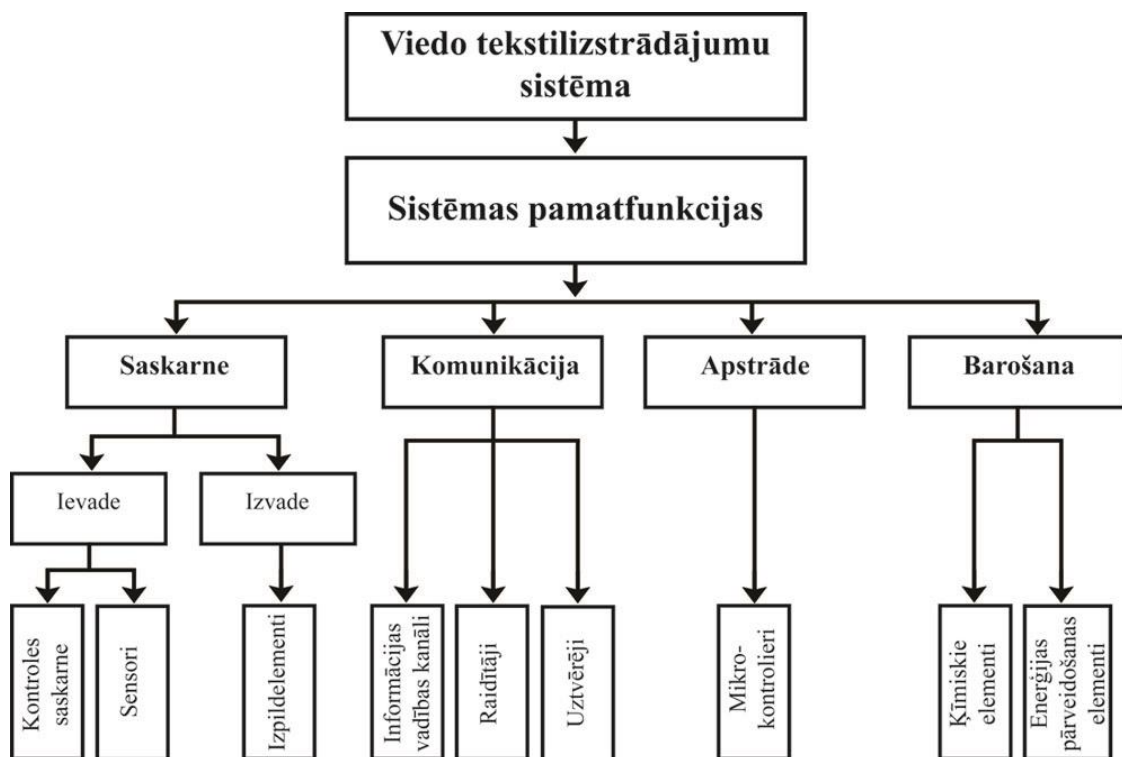 Viedo tekstilizstrādājumu
sistēma
Sistēmas pamatfunkcijas
Saskarne
Komunikācija
Apstrāde
Barošana
Ievade
Izvade
Kontroles
saskarne
Sensori
Izpildelementi
Informācijas
vadības kanāli
Raidītāji
Uztvērēji
Mikro-
kontrolieri
Ķīmiskie
elementi
Enerģijas
pārveidošanas
elementi